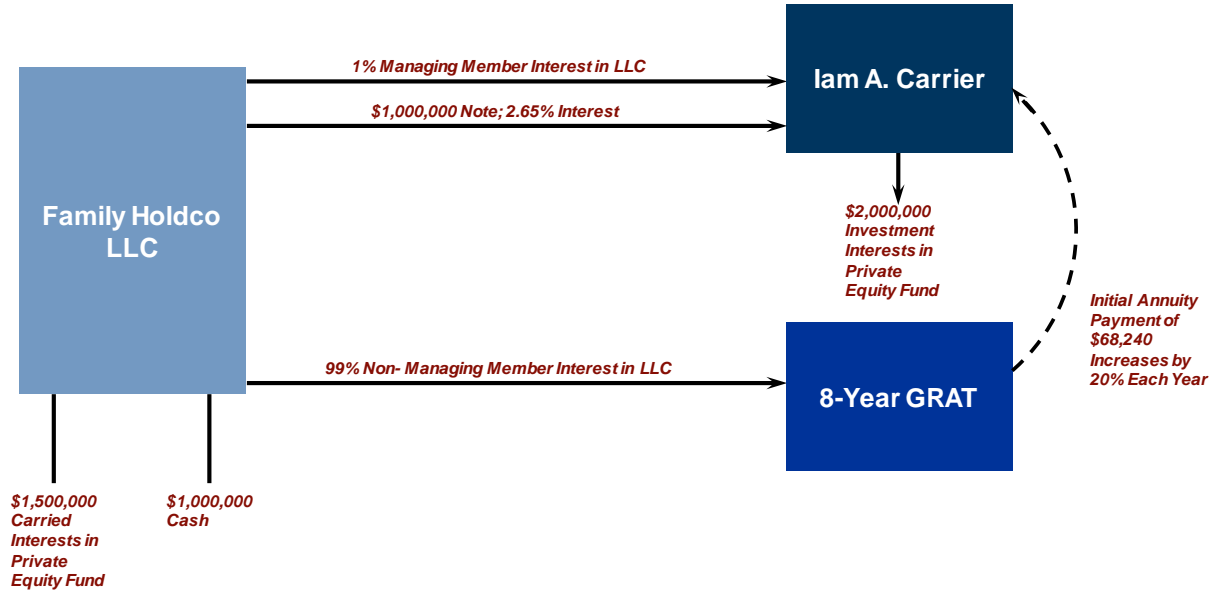 1% Managing Member Interest in LLC
Iam A. Carrier
$1,000,000 Note; 2.65% Interest
Family Holdco
LLC
$2,000,000
Investment
Interests in
Private
Equity Fund
Initial Annuity
Payment of
$68,240
Increases by
20% Each Year
99% Non- Managing Member Interest in LLC
8-Year GRAT
$1,500,000
Carried
Interests in
Private
Equity Fund
$1,000,000
Cash